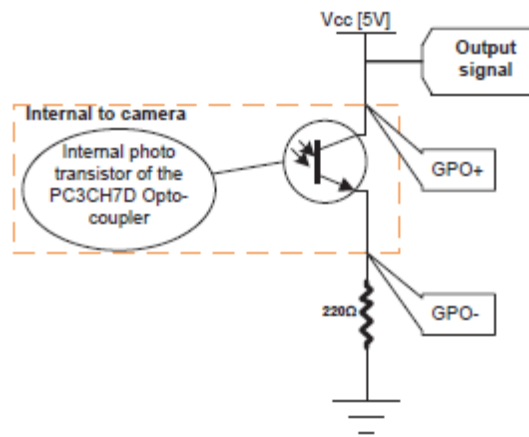 Vcc [5V]
Output
signal
Internal to camera
Internal photo
transistor of the
PC3CH7D Opto-
coupler
GPO+
220Ω
GPO-